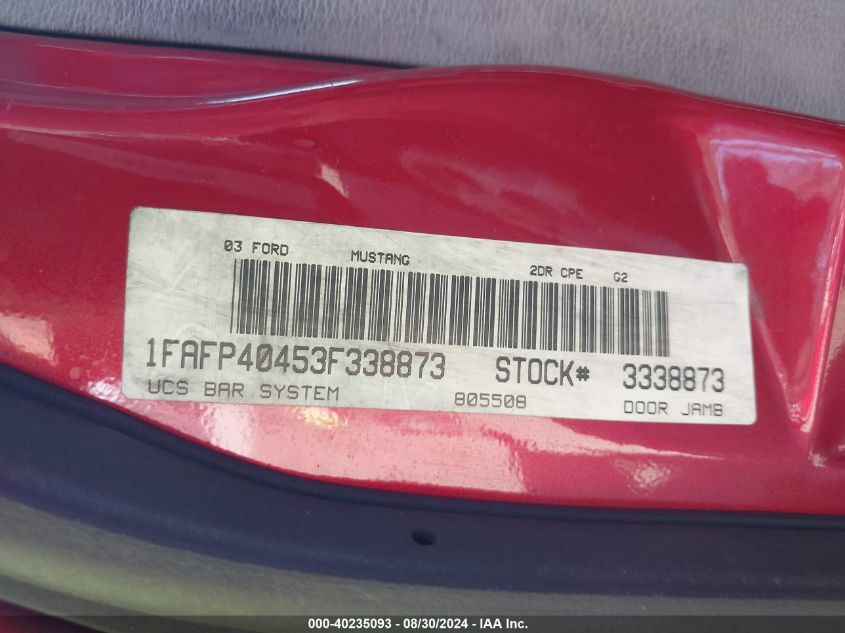 03 FORD MUSTANG 2DR CPE G2
1FAFP40453F338873 STOCK# 3338873
UCS BAR SYSTEM 805508 DOOR JAMB
000-40235093 - 08/30/2024 - IAA Inc.